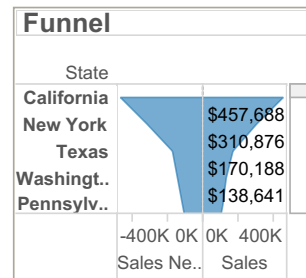 Funnel
State
California
New York
Texas
Washingt..
Pennsylv..
$457,688
$310,876
$170,188
$138,641
-400K 0K 0K 400K
Sales Ne.. Sales